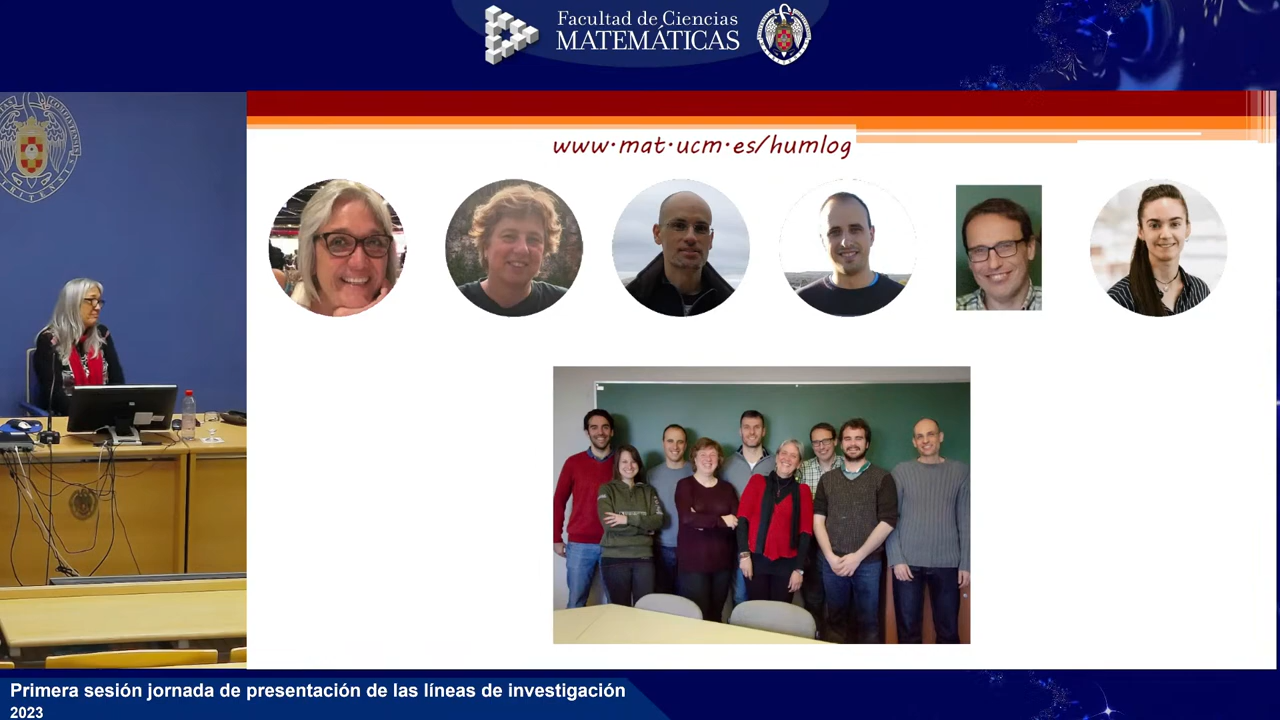 Facultad de Ciencias
MATEMÁTICAS
www.mat.ucm.es/humlog
Primera sesión jornada de presentación de las líneas de investigación
2023